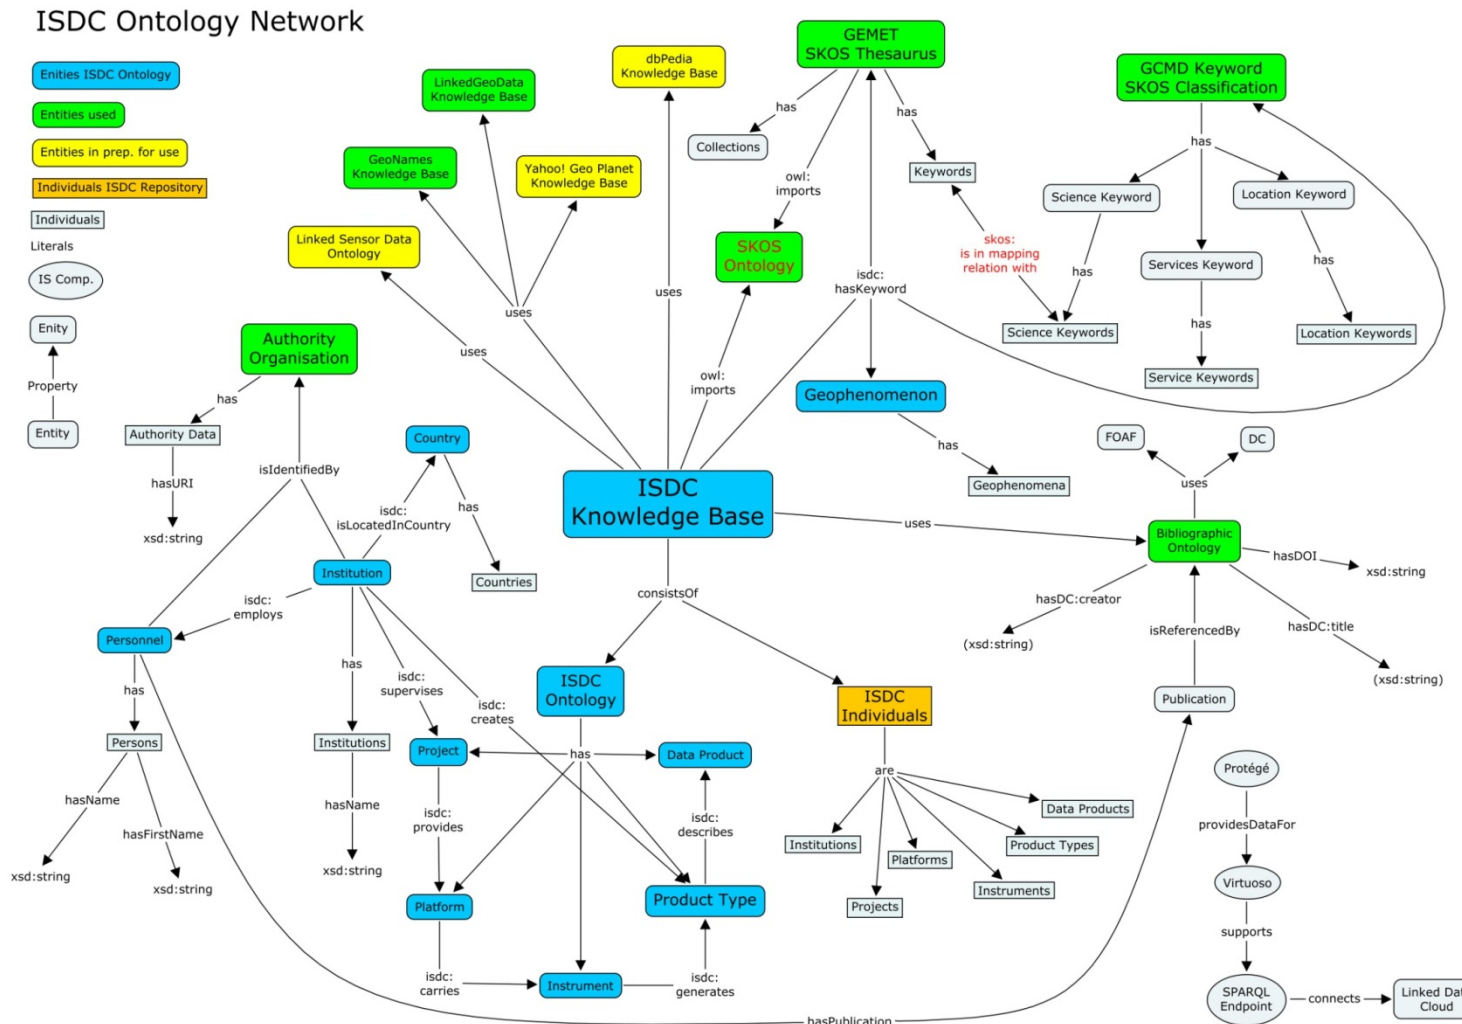 ISDC Ontology Network
Enities ISDC Ontology
Entities used
Entities in prep. for use
Individuals ISDC Repository
Individuals
Literals
IS Comp.
Enity
Property
Entity
LinkedGeoData
Knowledge Base
dbPedia
Knowledge Base
GEMET
SKOS Thesaurus
GCMD Keyword
SKOS Classification
GeoNames
Knowledge Base
Yahoo! Geo Planet
Knowledge Base
Linked Sensor Data
Ontology
has
Collections
has
Keywords
owl:
imports
SKOS
Ontology
skos:
is in mapping
relation with
has
Science Keyword
Location Keyword
Services Keyword
has
has
has
Science Keywords
Location Keywords
Service Keywords
uses
uses
uses
isdc:
hasKeyword
owl:
imports
Geophenomenon
has
Geophenomena
Authority
Organisation
has
Authority Data
hasURI
xsd:string
isIdentifiedBy
Country
isdc:
isLocatedInCountry
has
Countries
ISDC
Knowledge Base
uses
FOAF
DC
uses
Bibliographic
Ontology
hasDOI
xsd:string
hasDC:creator
(xsd:string)
hasDC:title
(xsd:string)
isReferencedBy
Publication
Institution
isdc:
employs
Personnel
has
Persons
hasName
xsd:string
hasFirstName
xsd:string
has
Institutions
hasName
xsd:string
isdc:
supervises
isdc:
creates
consistsOf
ISDC
Ontology
ISDC
Individuals
Project
has
Data Product
isdc:
provides
isdc:
describes
Platform
Product Type
isdc:
carries
Instrument
isdc:
generates
are
Data Products
Institutions
Product Types
Platforms
Instruments
Projects
Protégé
providesDataFor
Virtuoso
supports
SPARQL
Endpoint
connects
Linked Dat
Cloud
hasPublication